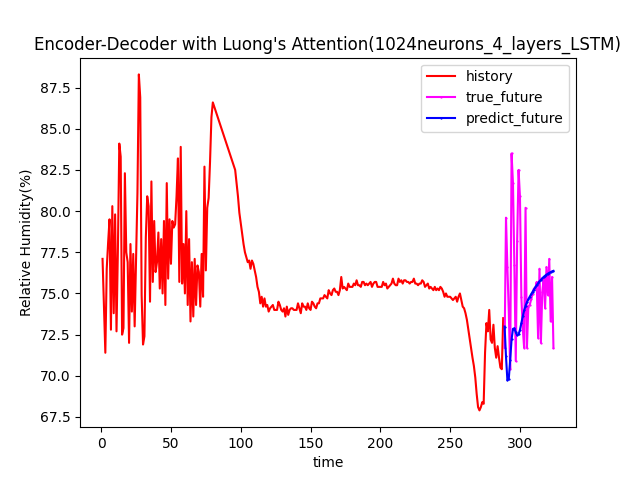 Encoder-Decoder with Luong's Attention(1024neurons_4_layers_LSTM)
history
true_future
predict_future
Relative Humidity(%)
87.5
85.0
82.5
80.0
77.5
75.0
72.5
70.0
67.5
0
50
100
150
200
250
300
time